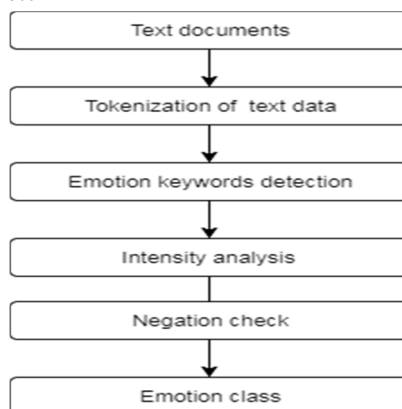 Text documents
Tokenization of text data
Emotion keywords detection
Intensity analysis
Negation check
Emotion class